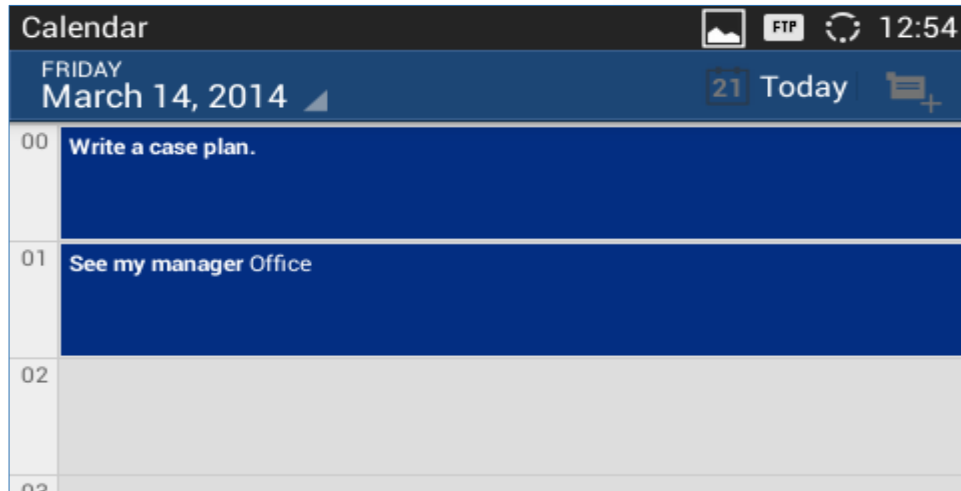 Calendar FTP 12:54
FRIDAY
March 14, 2014 21 Today
00 Write a case plan.
01 See my manager Office
02
03